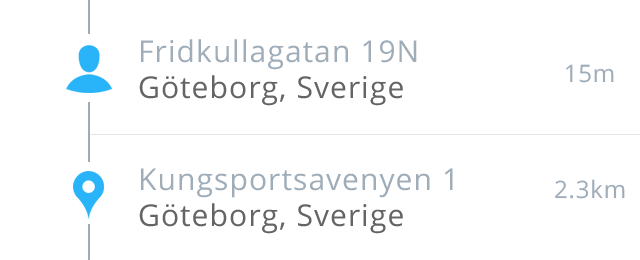 Fridkullagatan 19N
Göteborg, Sverige
15m
Kungsportsavenyen 1
Göteborg, Sverige
2.3km